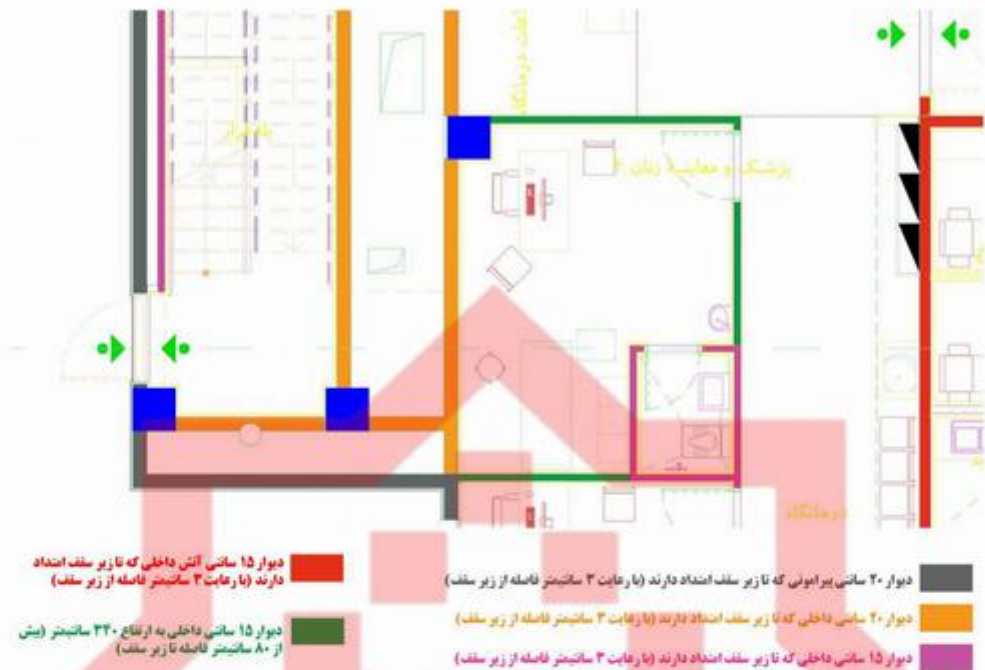 پله فرار
درمانگاه
پزشک و معاینه زنان ۲
درمانگاه
دیوار ۱۵ سانتی آتش داخلی که تا زیر سقف امتداد
دارند (با رعایت ۳ سانتیمتر فاصله از زیر سقف)
دیوار ۱۵ سانتی داخلی به ارتفاع ۳۴۰ سانتیمتر (بیش
از ۸۰ سانتیمتر فاصله تا زیر سقف)
دیوار ۲۰ سانتی پیرامونی که تا زیر سقف امتداد دارند (با رعایت ۳ سانتیمتر فاصله از زیر سقف)
دیوار ۲۰ سانتی داخلی که تا زیر سقف امتداد دارند (با رعایت ۳ سانتیمتر فاصله از زیر سقف)
دیوار ۱۵ سانتی داخلی که تا زیر سقف امتداد دارند (با رعایت ۳ سانتیمتر فاصله از زیر سقف)